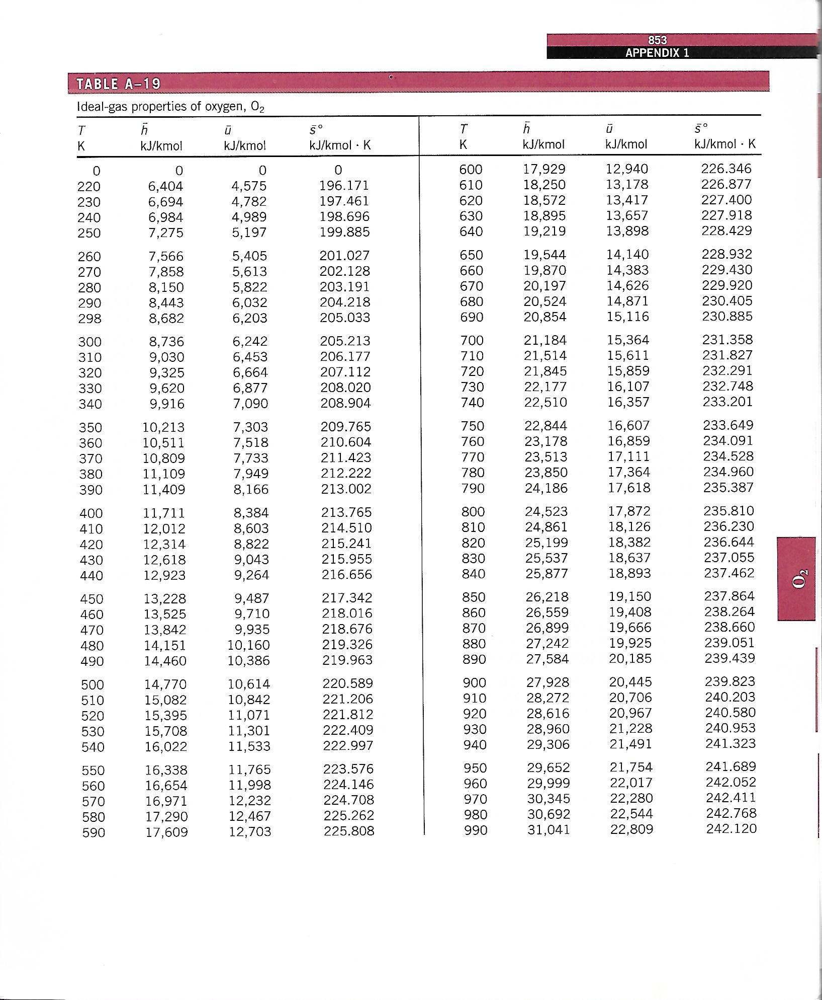 853
APPENDIX 1
TABLE A–19
Ideal-gas properties of oxygen, O₂
T h̄ ū s̄° T h̄ ū s̄°
K kJ/kmol kJ/kmol kJ/kmol · K K kJ/kmol kJ/kmol kJ/kmol · K
0 0 0 0 600 17,929 12,940 226.346
220 6,404 4,575 196.171 610 18,250 13,178 226.877
230 6,694 4,782 197.461 620 18,572 13,417 227.400
240 6,984 4,989 198.696 630 18,895 13,657 227.918
250 7,275 5,197 199.885 640 19,219 13,898 228.429
260 7,566 5,405 201.027 650 19,544 14,140 228.932
270 7,858 5,613 202.128 660 19,870 14,383 229.430
280 8,150 5,822 203.191 670 20,197 14,626 229.920
290 8,443 6,032 204.218 680 20,524 14,871 230.405
298 8,682 6,203 205.033 690 20,854 15,116 230.885
300 8,736 6,242 205.213 700 21,184 15,364 231.358
310 9,030 6,453 206.177 710 21,514 15,611 231.827
320 9,325 6,664 207.112 720 21,845 15,859 232.291
330 9,620 6,877 208.020 730 22,177 16,107 232.748
340 9,916 7,090 208.904 740 22,510 16,357 233.201
350 10,213 7,303 209.765 750 22,844 16,607 233.649
360 10,511 7,518 210.604 760 23,178 16,859 234.091
370 10,809 7,733 211.423 770 23,513 17,111 234.528
380 11,109 7,949 212.222 780 23,850 17,364 234.960
390 11,409 8,166 213.002 790 24,186 17,618 235.387
400 11,711 8,384 213.765 800 24,523 17,872 235.810
410 12,012 8,603 214.510 810 24,861 18,126 236.230
420 12,314 8,822 215.241 820 25,199 18,382 236.644
430 12,618 9,043 215.955 830 25,537 18,637 237.055
440 12,923 9,264 216.656 840 25,877 18,893 237.462
450 13,228 9,487 217.342 850 26,218 19,150 237.864
460 13,525 9,710 218.016 860 26,559 19,408 238.264
470 13,842 9,935 218.676 870 26,899 19,666 238.660
480 14,151 10,160 219.326 880 27,242 19,925 239.051
490 14,460 10,386 219.963 890 27,584 20,185 239.439
500 14,770 10,614 220.589 900 27,928 20,445 239.823
510 15,082 10,842 221.206 910 28,272 20,706 240.203
520 15,395 11,071 221.812 920 28,616 20,967 240.580
530 15,708 11,301 222.409 930 28,960 21,228 240.953
540 16,022 11,533 222.997 940 29,306 21,491 241.323
550 16,338 11,765 223.576 950 29,652 21,754 241.689
560 16,654 11,998 224.146 960 29,999 22,017 242.052
570 16,971 12,232 224.708 970 30,345 22,280 242.411
580 17,290 12,467 225.262 980 30,692 22,544 242.768
590 17,609 12,703 225.808 990 31,041 22,809 242.120
O₂